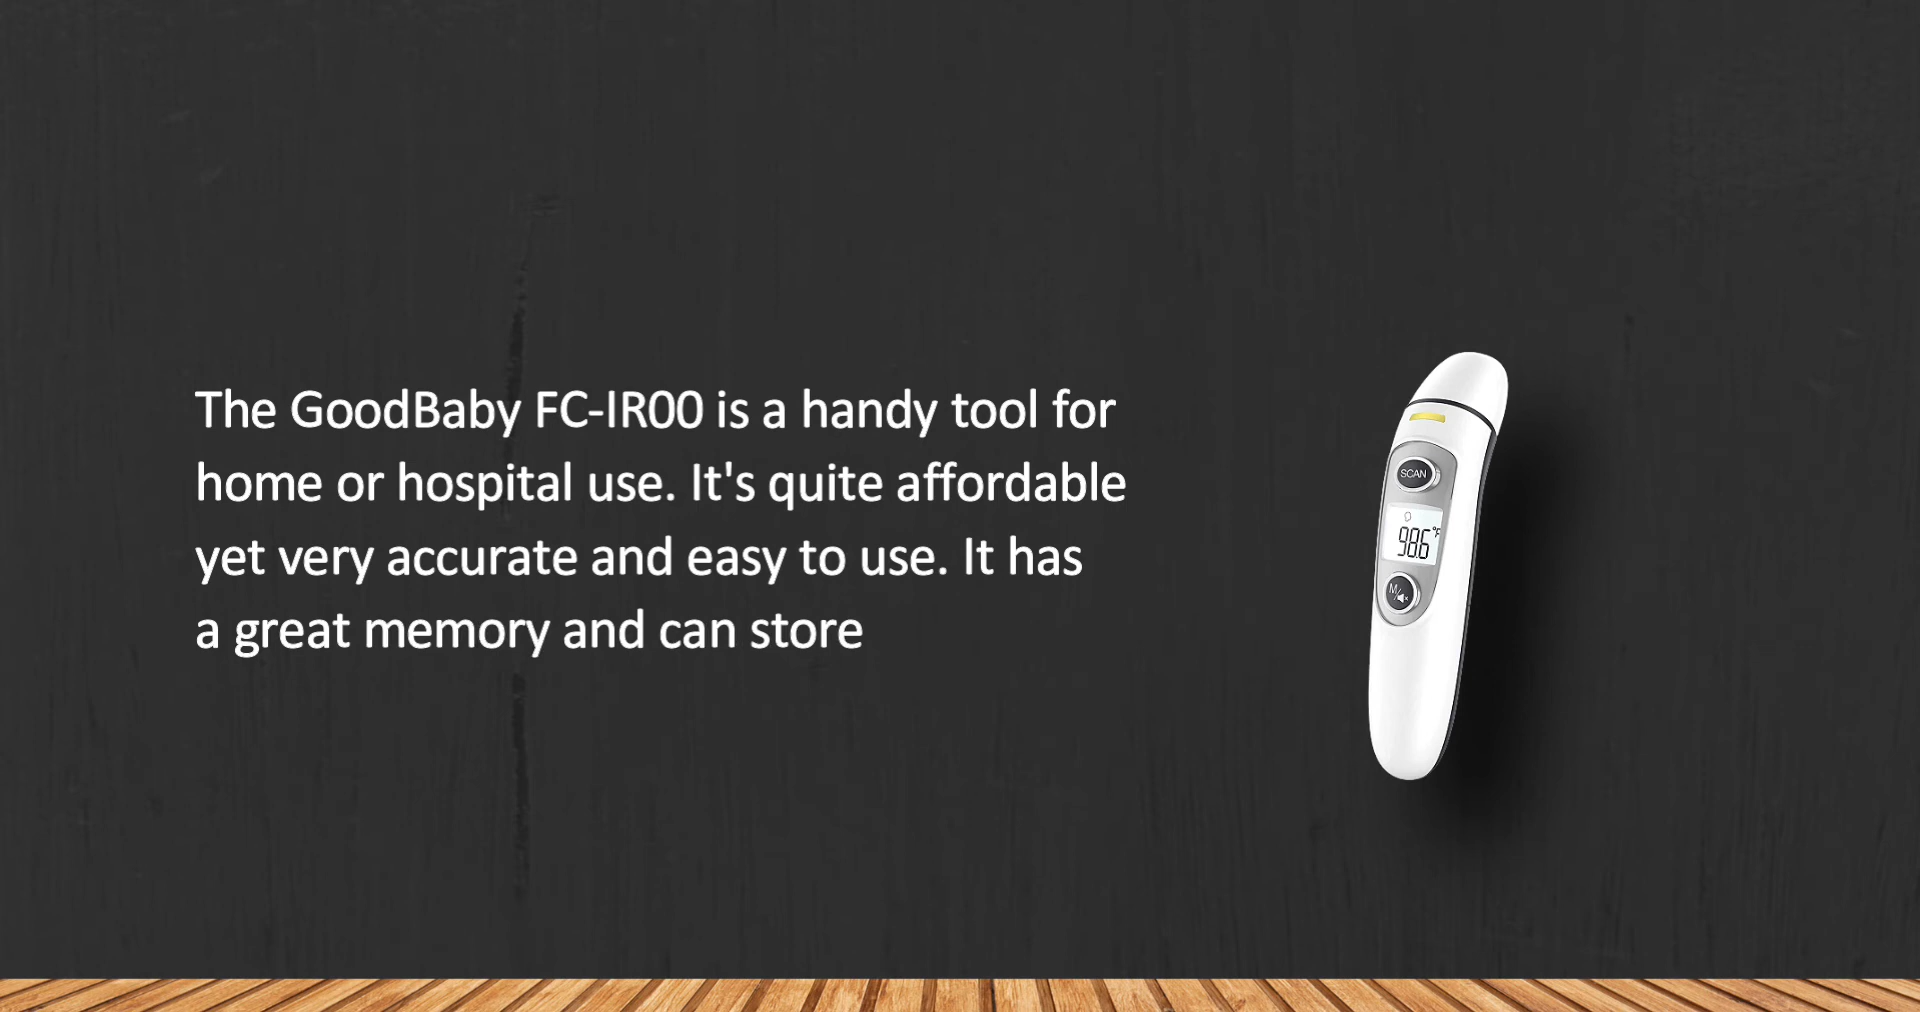 The GoodBaby FC-IR00 is a handy tool for
home or hospital use. It's quite affordable
yet very accurate and easy to use. It has
a great memory and can store
SCAN
98.6°F
M/